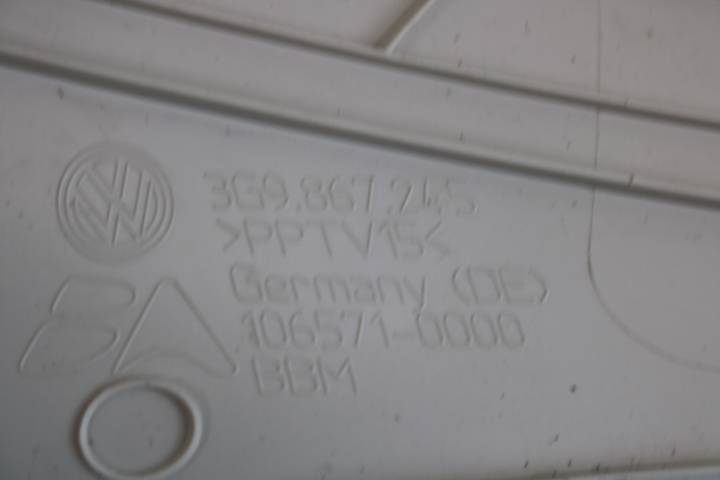 3G9.867.245
>PPTV15<
Germany (DE)
106571-0000
BBM